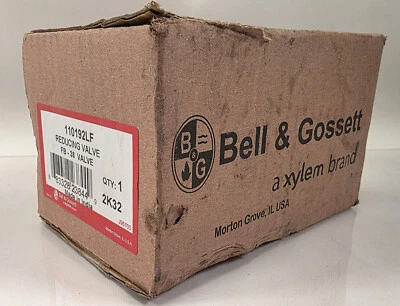 110192LF
REDUCING VALVE
FB - 38 VALVE
QTY: 1
2K32
B
&
G
Bell & Gossett
a xylem brand
Morton Grove, IL USA